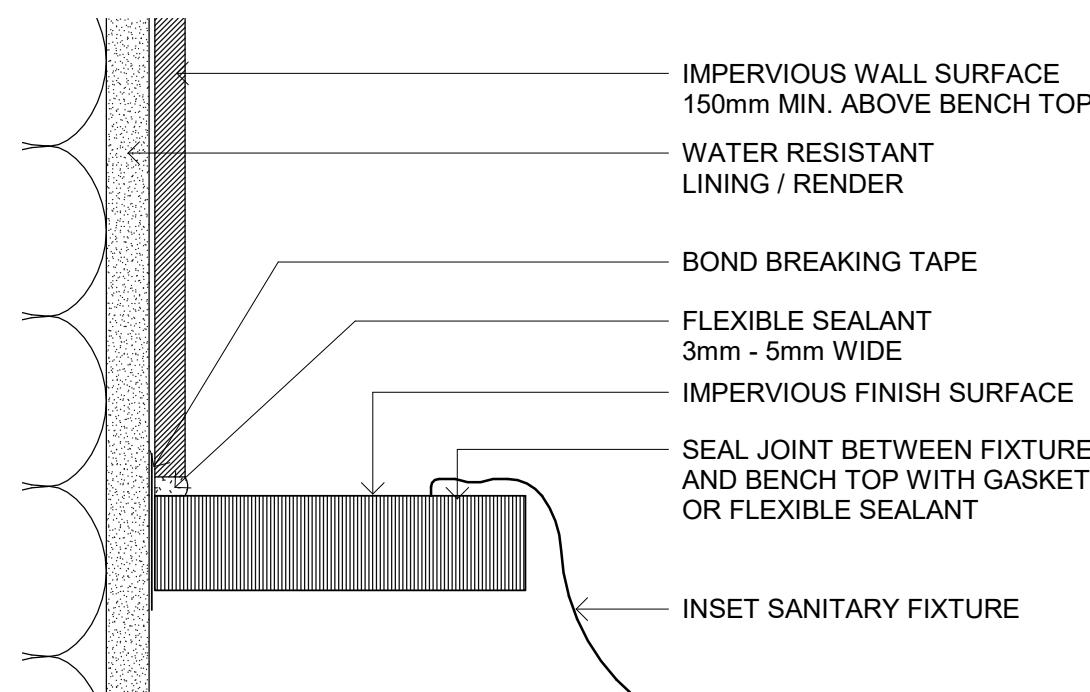 IMPERVIOUS WALL SURFACE
150mm MIN. ABOVE BENCH TOP
WATER RESISTANT
LINING / RENDER
BOND BREAKING TAPE
FLEXIBLE SEALANT
3mm - 5mm WIDE
IMPERVIOUS FINISH SURFACE
SEAL JOINT BETWEEN FIXTURE
AND BENCH TOP WITH GASKET
OR FLEXIBLE SEALANT
INSET SANITARY FIXTURE